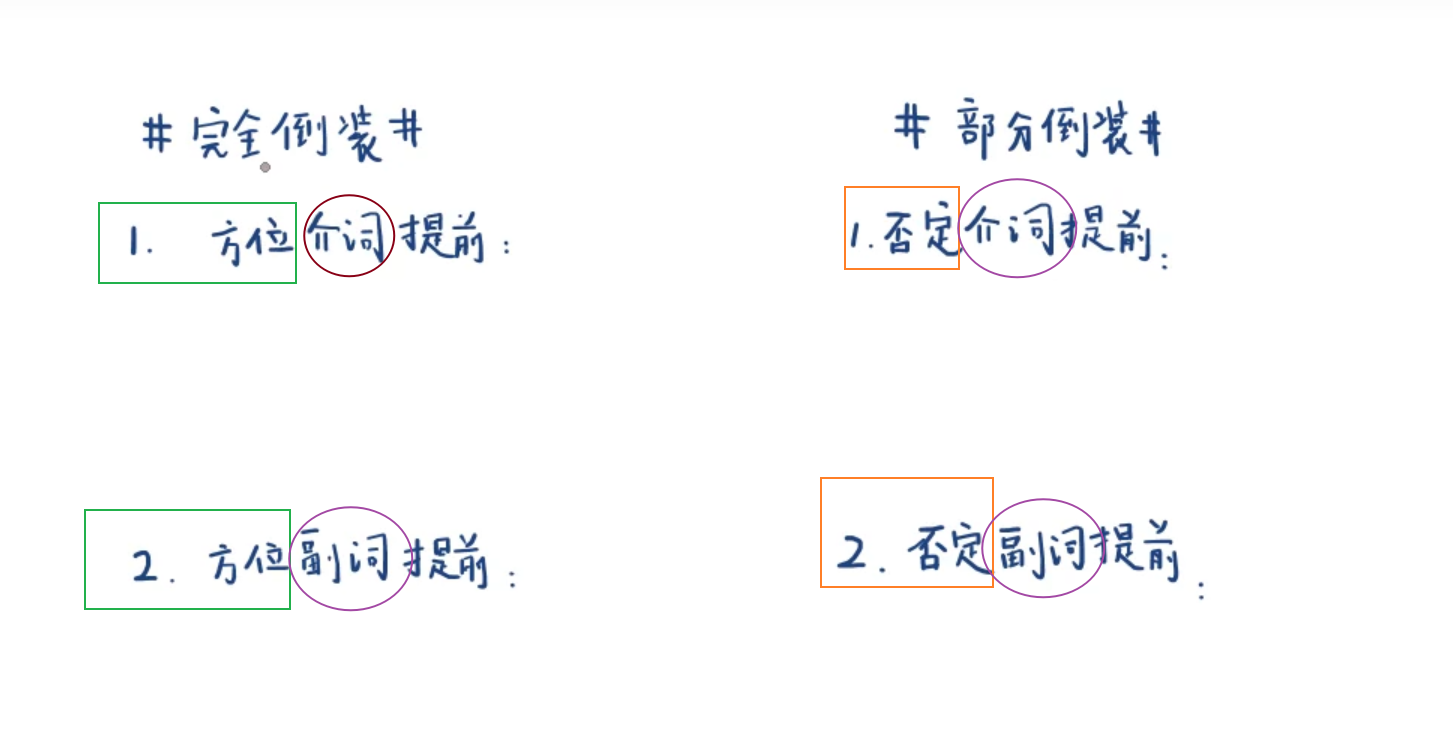 # 完全倒装 #
1. 方位介词提前：
2. 方位副词提前：
# 部分倒装 #
1. 否定介词提前：
2. 否定副词提前：